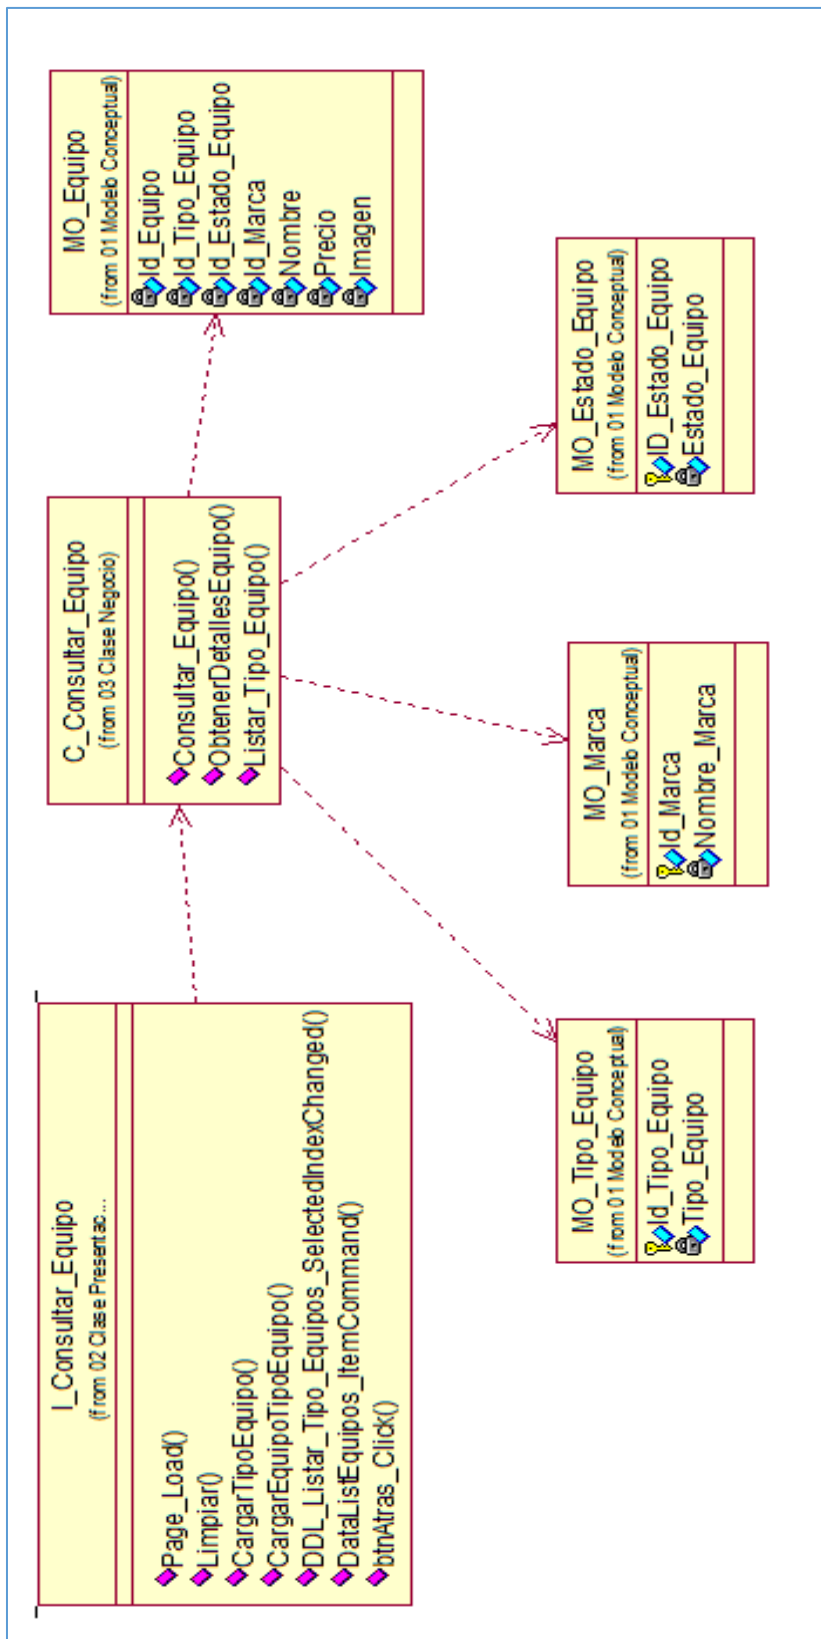 I_Consultar_Equipo
(from 02 Clase Presentac...
Page_Load()
Limpiar()
CargarTipoEquipo()
CargarEquipoTipoEquipo()
DDL_Listar_Tipo_Equipos_SelectedIndexChanged()
DataListEquipos_ItemCommand()
btnAtras_Click()
C_Consultar_Equipo
(from 03 Clase Negocio)
Consultar_Equipo()
ObtenerDetallesEquipo()
Listar_Tipo_Equipo()
MO_Equipo
(from 01 Modelo Conceptual)
Id_Equipo
Id_Tipo_Equipo
Id_Estado_Equipo
Id_Marca
Nombre
Precio
Imagen
MO_Tipo_Equipo
(from 01 Modelo Conceptual)
Id_Tipo_Equipo
Tipo_Equipo
MO_Marca
(from 01 Modelo Conceptual)
Id_Marca
Nombre_Marca
MO_Estado_Equipo
(from 01 Modelo Conceptual)
ID_Estado_Equipo
Estado_Equipo